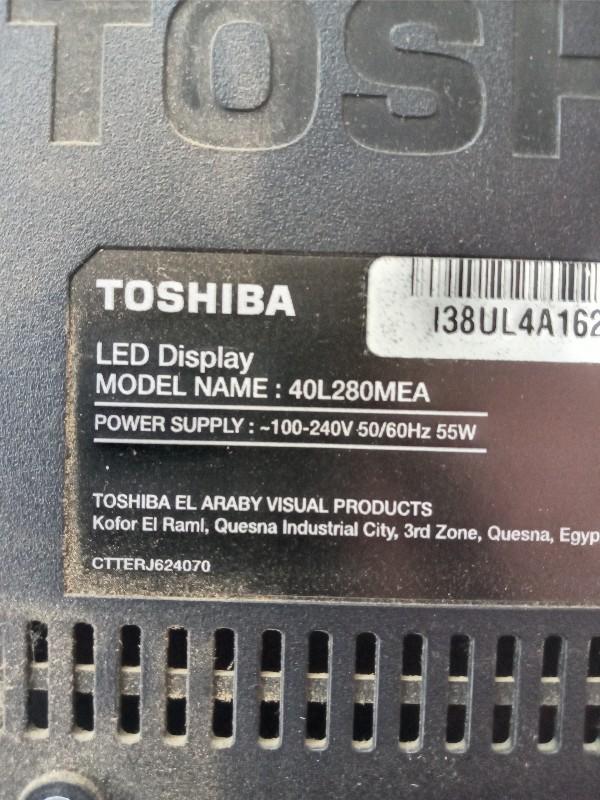 TOSH
TOSHIBA
I38UL4A162
LED Display
MODEL NAME : 40L280MEA
POWER SUPPLY : ~100-240V 50/60Hz 55W
TOSHIBA EL ARABY VISUAL PRODUCTS
Kofor El Raml, Quesna Industrial City, 3rd Zone, Quesna, Egyp
CTTERJ624070